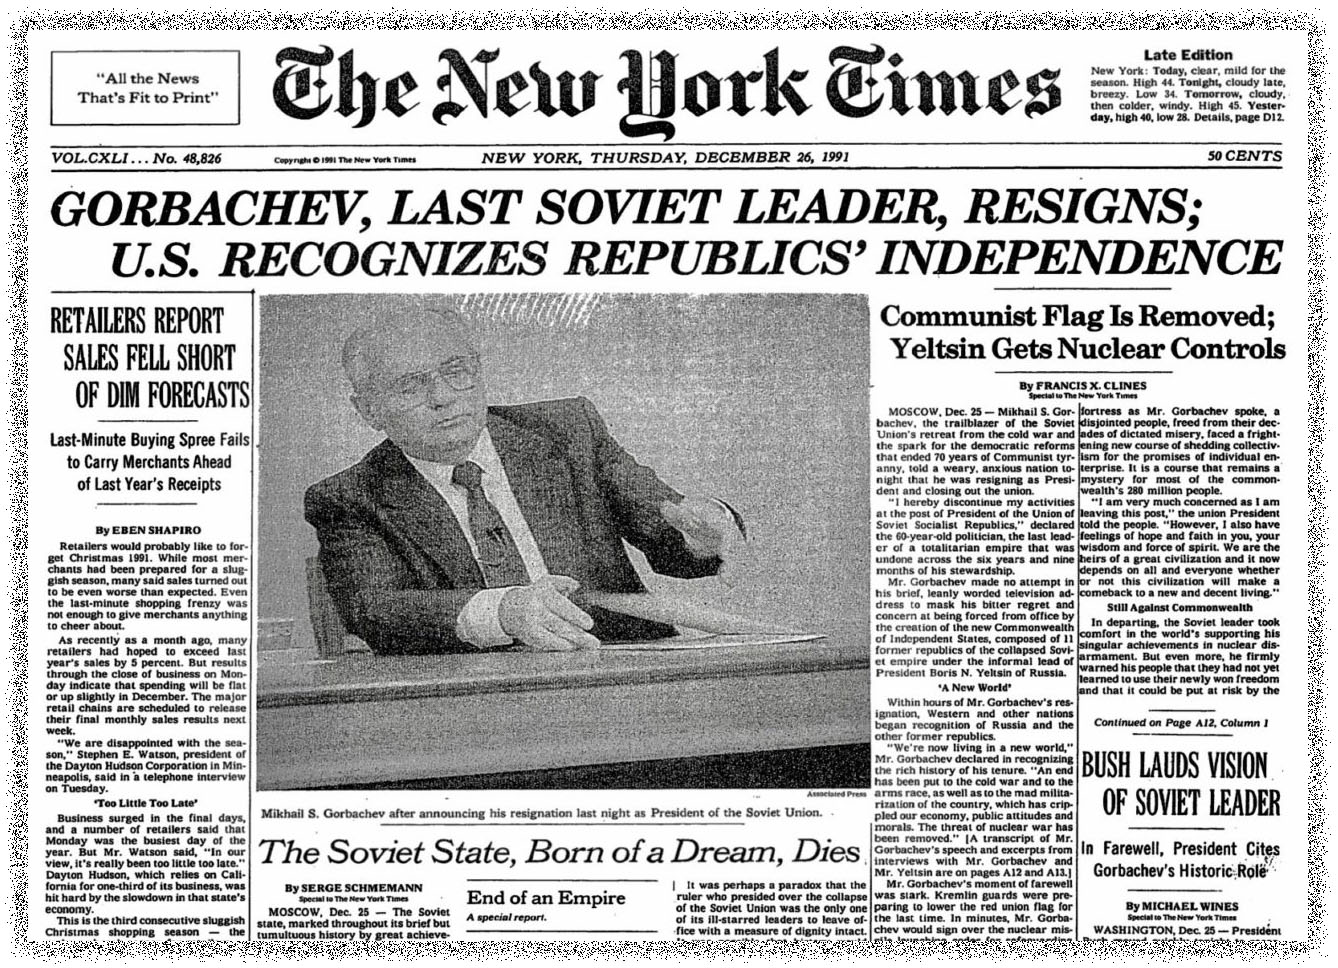 "All the News
That's Fit to Print"
The New York Times
Late Edition
New York: Today, clear, mild for the
season. High 44. Tonight, cloudy late,
breezy. Low 34. Tomorrow, cloudy,
then colder, windy. High 45. Yester-
day, high 40, low 28. Details, page D12.
VOL.CXLI ... No. 48,826
Copyright © 1991 The New York Times
NEW YORK, THURSDAY, DECEMBER 26, 1991
50 CENTS
GORBACHEV, LAST SOVIET LEADER, RESIGNS;
U.S. RECOGNIZES REPUBLICS' INDEPENDENCE
RETAILERS REPORT
SALES FELL SHORT
OF DIM FORECASTS
Last-Minute Buying Spree Fails
to Carry Merchants Ahead
of Last Year's Receipts
By EBEN SHAPIRO
Retailers would probably like to for-
get Christmas 1991. While most mer-
chants had been prepared for a slug-
gish season, many said sales turned out
to be even worse than expected. Even
the last-minute shopping frenzy was
not enough to give merchants anything
to cheer about.
As recently as a month ago, many
retailers had hoped to exceed last
year's sales by 5 percent. But results
through the close of business on Mon-
day indicate that spending will be flat
or up slightly in December. The major
retail chains are scheduled to release
their final monthly sales results next
week.
"We are disappointed with the sea-
son," Stephen E. Watson, president of
the Dayton Hudson Corporation in Min-
neapolis, said in a telephone interview
on Tuesday.
'Too Little Too Late'
Business surged in the final days,
and a number of retailers said that
Monday was the busiest day of the
year. But Mr. Watson said, "In our
view, it's really been too little too late."
Dayton Hudson, which relies on Cali-
fornia for one-third of its business, was
hit hard by the slowdown in that state's
economy.
This is the third consecutive sluggish
Christmas shopping season — the
Associated Press
Mikhail S. Gorbachev after announcing his resignation last night as President of the Soviet Union.
The Soviet State, Born of a Dream, Dies
By SERGE SCHMEMANN
Special to The New York Times
MOSCOW, Dec. 25 — The Soviet
state, marked throughout its brief but
tumultuous history by great achieve-
End of an Empire
A special report.
It was perhaps a paradox that the
ruler who presided over the collapse
of the Soviet Union was the only one
of its ill-starred leaders to leave of-
fice with a measure of dignity intact.
Communist Flag Is Removed;
Yeltsin Gets Nuclear Controls
By FRANCIS X. CLINES
Special to The New York Times
MOSCOW, Dec. 25 — Mikhail S. Gor-
bachev, the trailblazer of the Soviet
Union's retreat from the cold war and
the spark for the democratic reforms
that ended 70 years of Communist tyr-
anny, told a weary, anxious nation to-
night that he was resigning as Presi-
dent and closing out the union.
"I hereby discontinue my activities
at the post of President of the Union of
Soviet Socialist Republics," declared
the 60-year-old politician, the last lead-
er of a totalitarian empire that was
undone across the six years and nine
months of his stewardship.
Mr. Gorbachev made no attempt in
his brief, leanly worded television ad-
dress to mask his bitter regret and
concern at being forced from office by
the creation of the new Commonwealth
of Independent States, composed of 11
former republics of the collapsed Sovi-
et empire under the informal lead of
President Boris N. Yeltsin of Russia.
'A New World'
Within hours of Mr. Gorbachev's res-
ignation, Western and other nations
began recognition of Russia and the
other former republics.
"We're now living in a new world,"
Mr. Gorbachev declared in recognizing
the rich history of his tenure. "An end
has been put to the cold war and to the
arms race, as well as to the mad milita-
rization of the country, which has crip-
pled our economy, public attitudes and
morals. The threat of nuclear war has
been removed." [A transcript of Mr.
Gorbachev's speech and excerpts from
interviews with Mr. Gorbachev and
Mr. Yeltsin are on pages A12 and A13.]
Mr. Gorbachev's moment of farewell
was stark. Kremlin guards were pre-
paring to lower the red union flag for
the last time. In minutes, Mr. Gorba-
chev would sign over the nuclear mis-
fortress as Mr. Gorbachev spoke, a
disjointed people, freed from their dec-
ades of dictated misery, faced a fright-
ening new course of shedding collectiv-
ism for the promises of individual en-
terprise. It is a course that remains a
mystery for most of the common-
wealth's 280 million people.
"I am very much concerned as I am
leaving this post," the union President
told the people. "However, I also have
feelings of hope and faith in you, your
wisdom and force of spirit. We are the
heirs of a great civilization and it now
depends on all and everyone whether
or not this civilization will make a
comeback to a new and decent living."
Still Against Commonwealth
In departing, the Soviet leader took
comfort in the world's supporting his
singular achievements in nuclear dis-
armament. But even more, he firmly
warned his people that they had not yet
learned to use their newly won freedom
and that it could be put at risk by the
Continued on Page A12, Column 1
BUSH LAUDS VISION
OF SOVIET LEADER
In Farewell, President Cites
Gorbachev's Historic Role
By MICHAEL WINES
Special to The New York Times
WASHINGTON, Dec. 25 — President